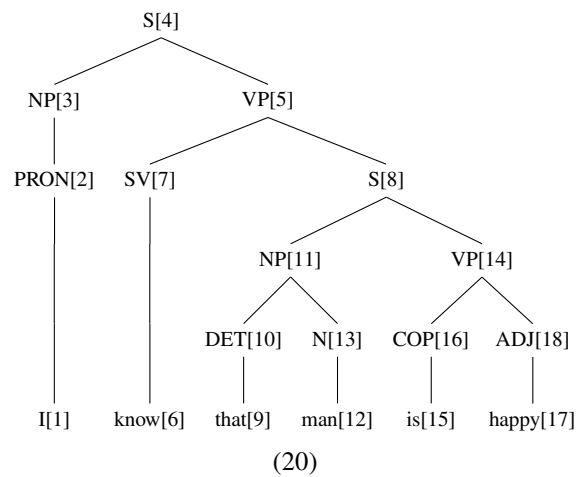 S[4]
NP[3] VP[5]
PRON[2] SV[7] S[8]
NP[11] VP[14]
DET[10] N[13] COP[16] ADJ[18]
I[1] know[6] that[9] man[12] is[15] happy[17]
(20)